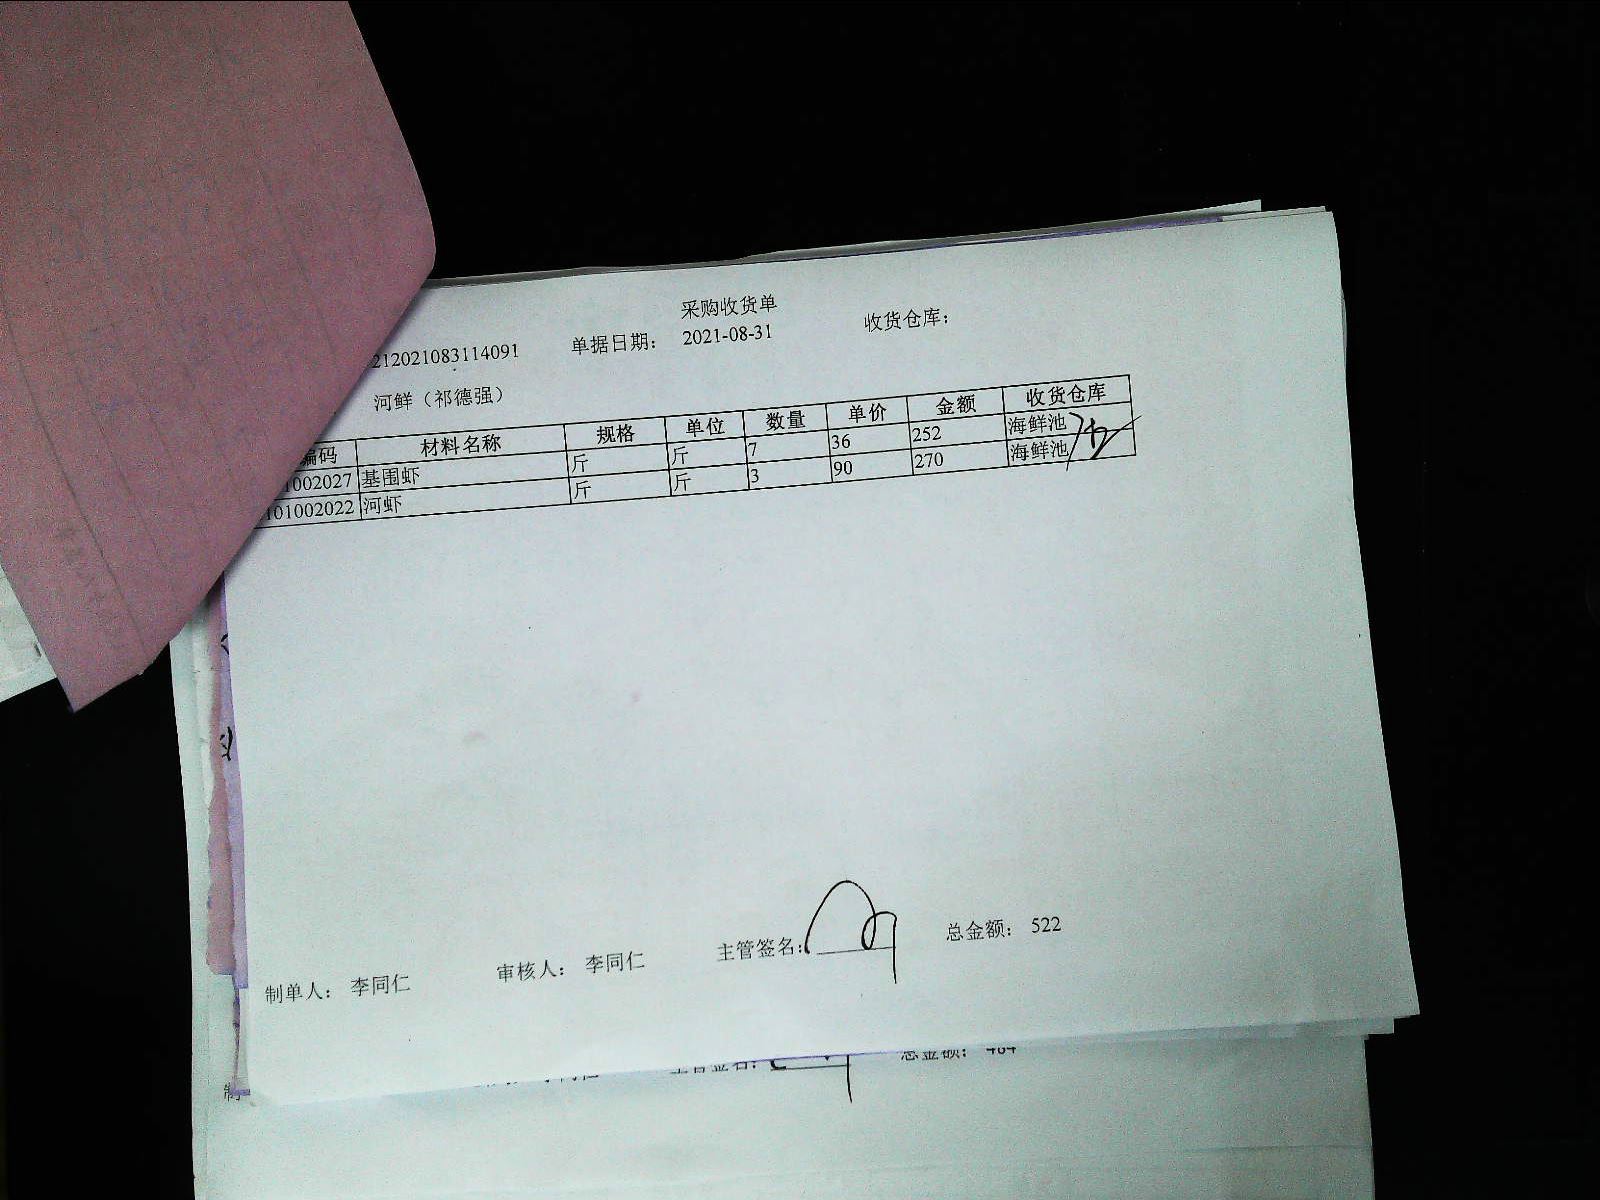 采购收货单
212021083114091 单据日期： 2021-08-31 收货仓库：
河鲜（祁德强）
编码 材料名称 规格 单位 数量 单价 金额 收货仓库
1002027 基围虾 斤 斤 7 36 252 海鲜池
101002022 河虾 斤 斤 3 90 270 海鲜池
制单人： 李同仁 审核人： 李同仁 主管签名： 总金额： 522
总金额： 484